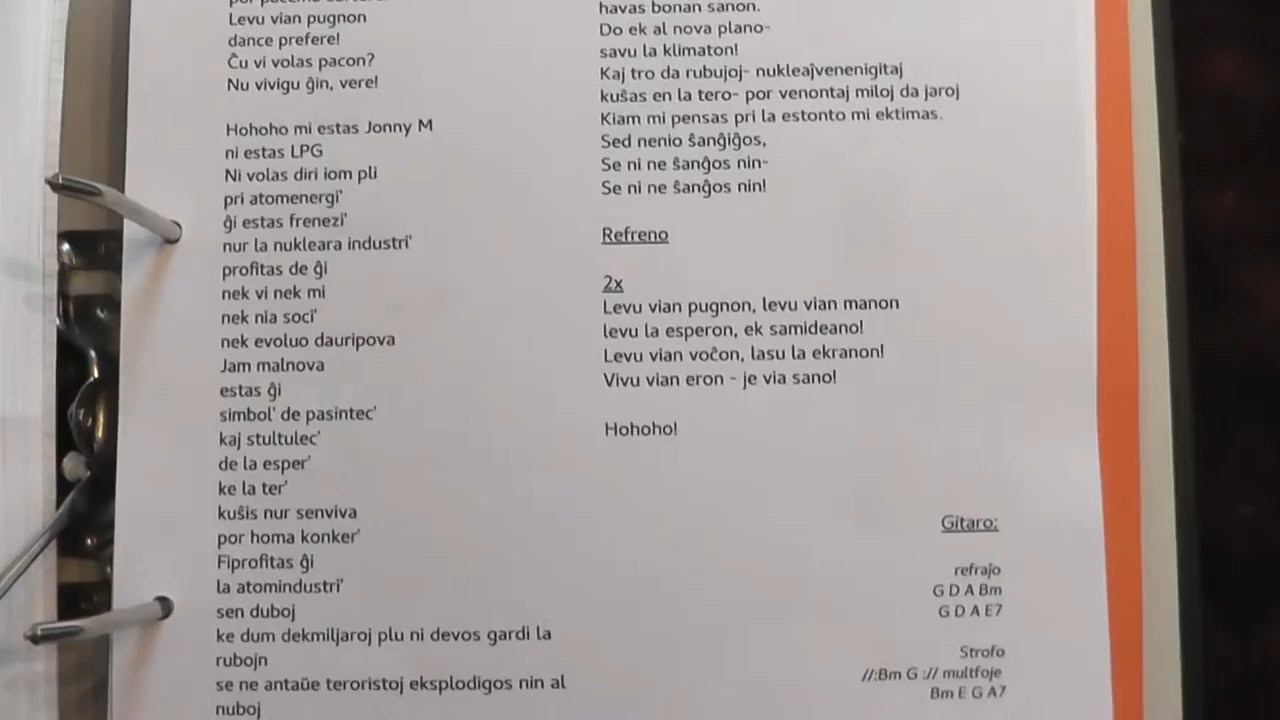 Levu vian pugnon
dance prefere!
Ĉu vi volas pacon?
Nu vivigu ĝin, vere!
Hohoho mi estas Jonny M
ni estas LPG
Ni volas diri iom pli
pri atomenergi'
ĝi estas frenezi'
nur la nukleara industri'
profitas de ĝi
nek vi nek mi
nek nia soci'
nek evoluo dauripova
Jam malnova
estas ĝi
simbol' de pasintec'
kaj stultulec'
de la esper'
ke la ter'
kuŝis nur senviva
por homa konker'
Fiprofitas ĝi
la atomindustri'
sen duboj
ke dum dekmiljaroj plu ni devos gardi la
rubojn
se ne antaŭe teroristoj eksplodigos nin al
nuboj
havas bonan sanon.
Do ek al nova plano-
savu la klimaton!
Kaj tro da rubujoj- nukleaĵvenenigitaj
kuŝas en la tero- por venontaj miloj da jaroj
Kiam mi pensas pri la estonto mi ektimas.
Sed nenio ŝanĝiĝos,
Se ni ne ŝanĝos nin-
Se ni ne ŝanĝos nin!
Refreno
2x
Levu vian pugnon, levu vian manon
levu la esperon, ek samideano!
Levu vian voĉon, lasu la ekranon!
Vivu vian eron - je via sano!
Hohoho!
Gitaro:
refraĵo
G D A Bm
G D A E7
Strofo
//:Bm G :// multfoje
Bm E G A7